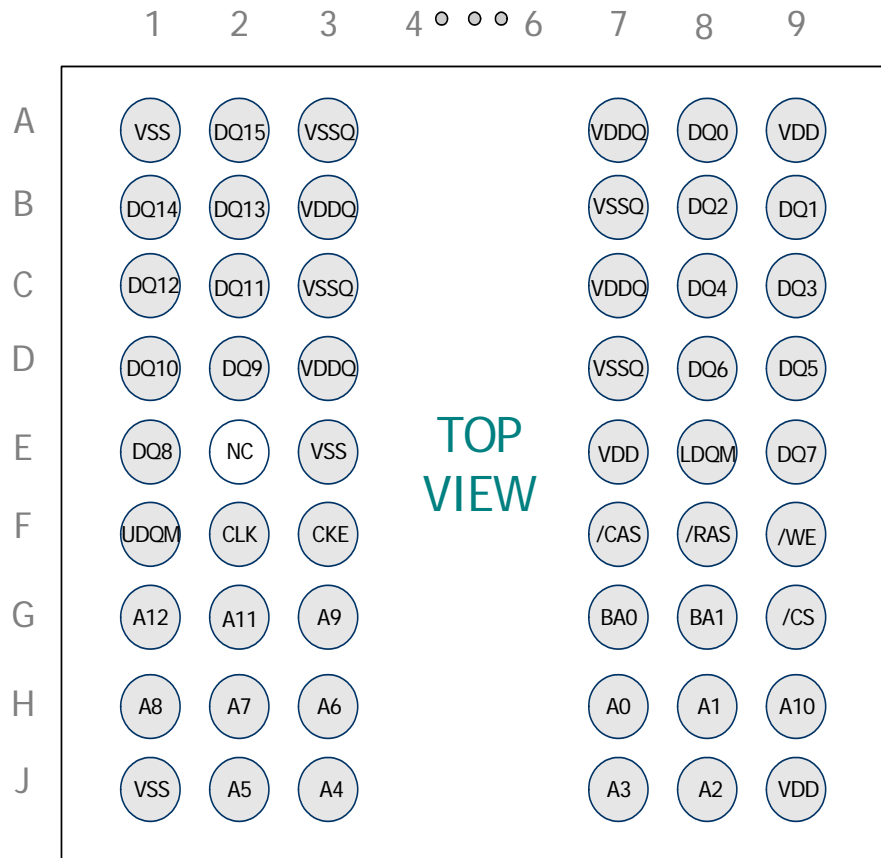 1 2 3 4 6 7 8 9
A VSS DQ15 VSSQ VDDQ DQ0 VDD
B DQ14 DQ13 VDDQ VSSQ DQ2 DQ1
C DQ12 DQ11 VSSQ VDDQ DQ4 DQ3
D DQ10 DQ9 VDDQ VSSQ DQ6 DQ5
E DQ8 NC VSS VDD LDQM DQ7
TOP
VIEW
F UDQM CLK CKE /CAS /RAS /WE
G A12 A11 A9 BA0 BA1 /CS
H A8 A7 A6 A0 A1 A10
J VSS A5 A4 A3 A2 VDD